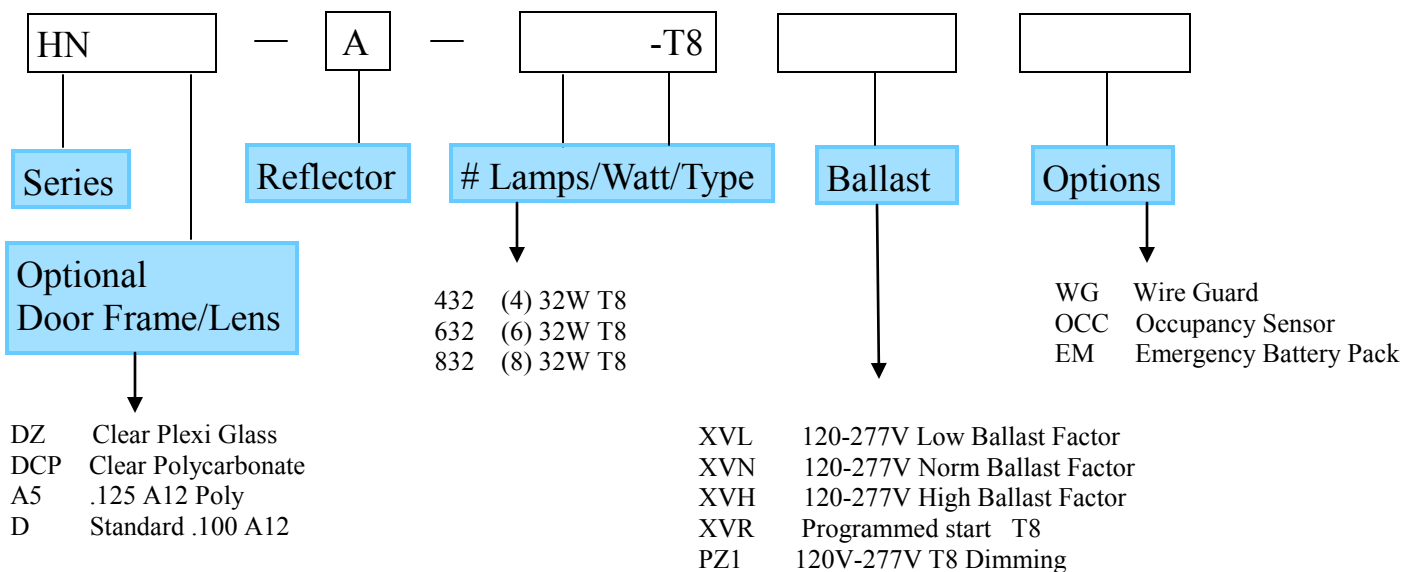 HN — A — -T8
Series
Reflector
# Lamps/Watt/Type
Ballast
Options
Optional
Door Frame/Lens
432 (4) 32W T8
632 (6) 32W T8
832 (8) 32W T8
WG Wire Guard
OCC Occupancy Sensor
EM Emergency Battery Pack
DZ Clear Plexi Glass
DCP Clear Polycarbonate
A5 .125 A12 Poly
D Standard .100 A12
XVL 120-277V Low Ballast Factor
XVN 120-277V Norm Ballast Factor
XVH 120-277V High Ballast Factor
XVR Programmed start T8
PZ1 120V-277V T8 Dimming